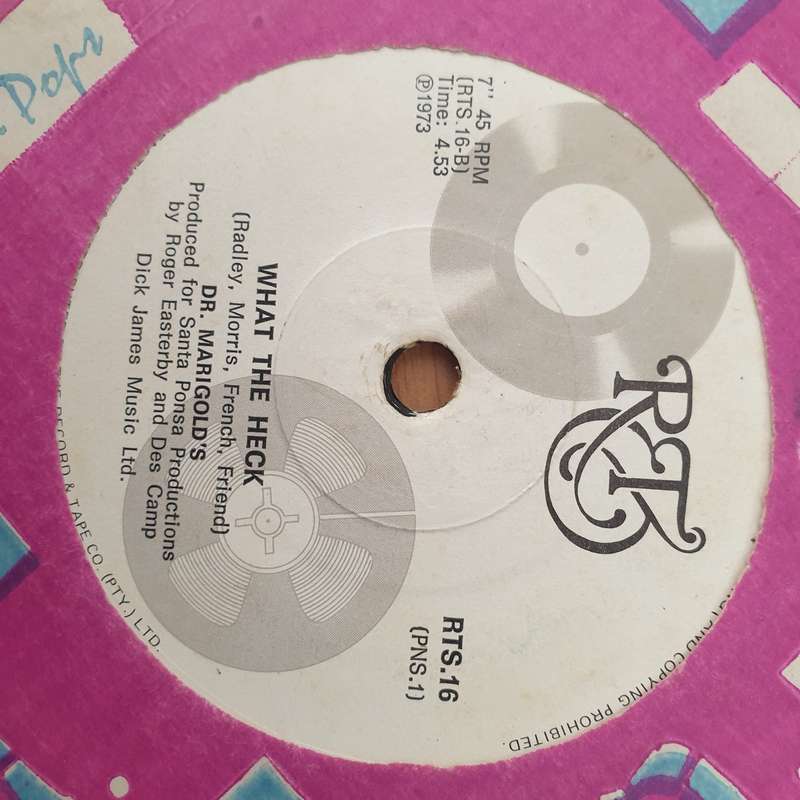 R&T
7" 45 RPM
(RTS.16-B)
Time: 4.53
℗1973
RTS.16
(PNS.1)
WHAT THE HECK
(Radley, Morris, French, Friend)
DR. MARIGOLD'S
Produced for Santa Ponsa Productions
by Roger Easterby and Des Camp
Dick James Music Ltd.
RECORD & TAPE CO. (PTY.) LTD.
AND COPYING PROHIBITED.
Pops